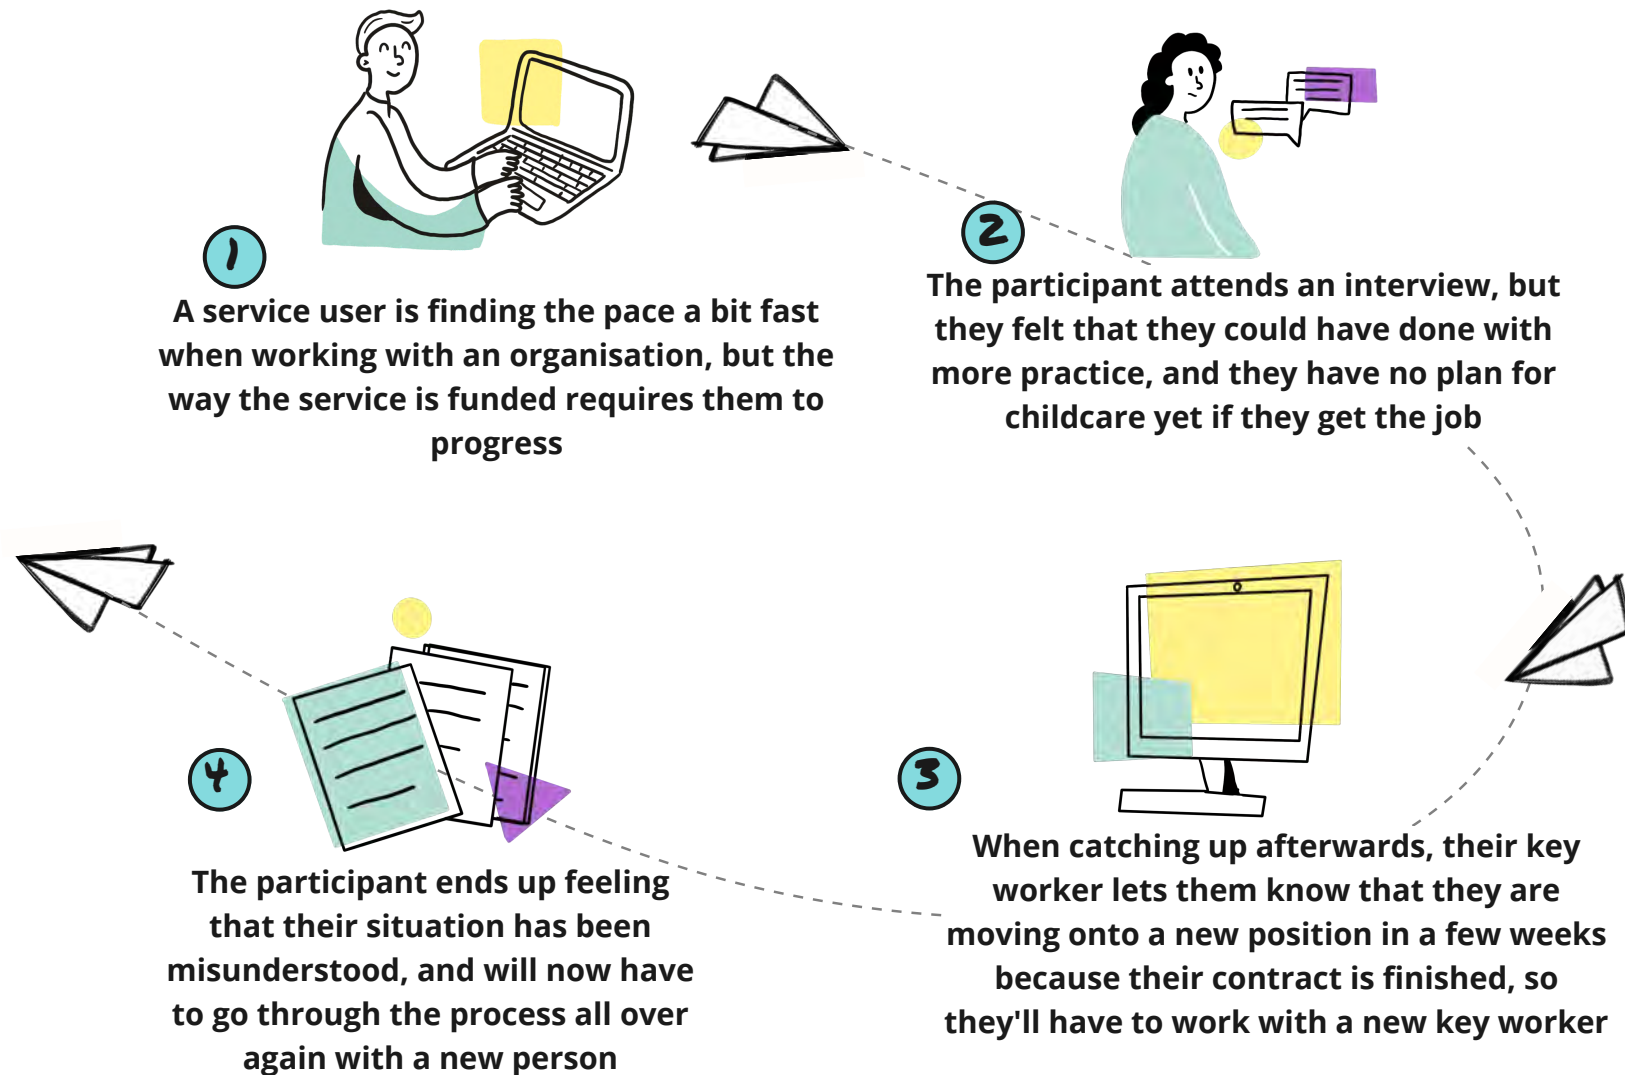 1
A service user is finding the pace a bit fast
when working with an organisation, but the
way the service is funded requires them to
progress
2
The participant attends an interview, but
they felt that they could have done with
more practice, and they have no plan for
childcare yet if they get the job
3
When catching up afterwards, their key
worker lets them know that they are
moving onto a new position in a few weeks
because their contract is finished, so
they'll have to work with a new key worker
4
The participant ends up feeling
that their situation has been
misunderstood, and will now have
to go through the process all over
again with a new person